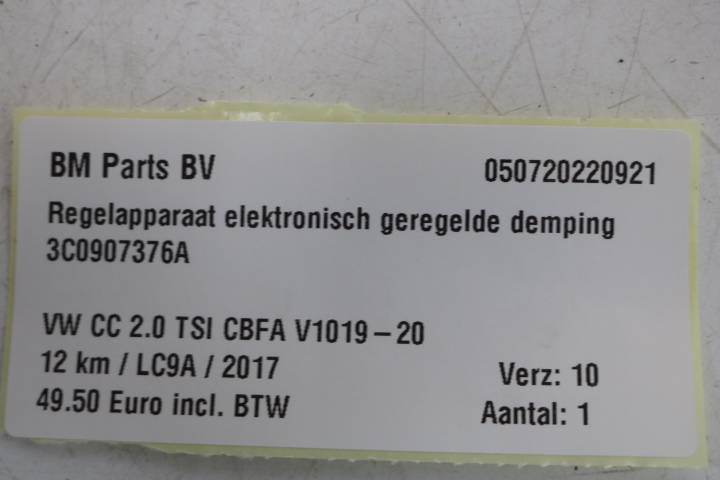 BM Parts BV 050720220921
Regelapparaat elektronisch geregelde demping
3C0907376A
VW CC 2.0 TSI CBFA V1019-20
12 km / LC9A / 2017 Verz: 10
49.50 Euro incl. BTW Aantal: 1